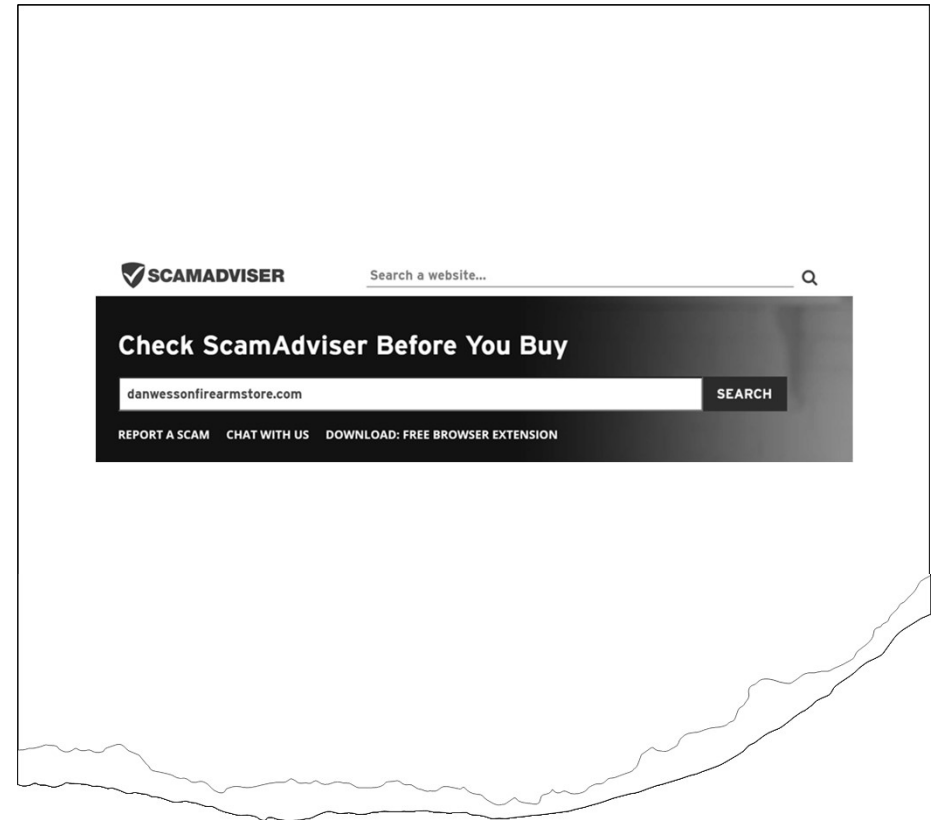 SCAMADVISER
Search a website...
Check ScamAdviser Before You Buy
danwessonfirearmstore.com
SEARCH
REPORT A SCAM CHAT WITH US DOWNLOAD: FREE BROWSER EXTENSION